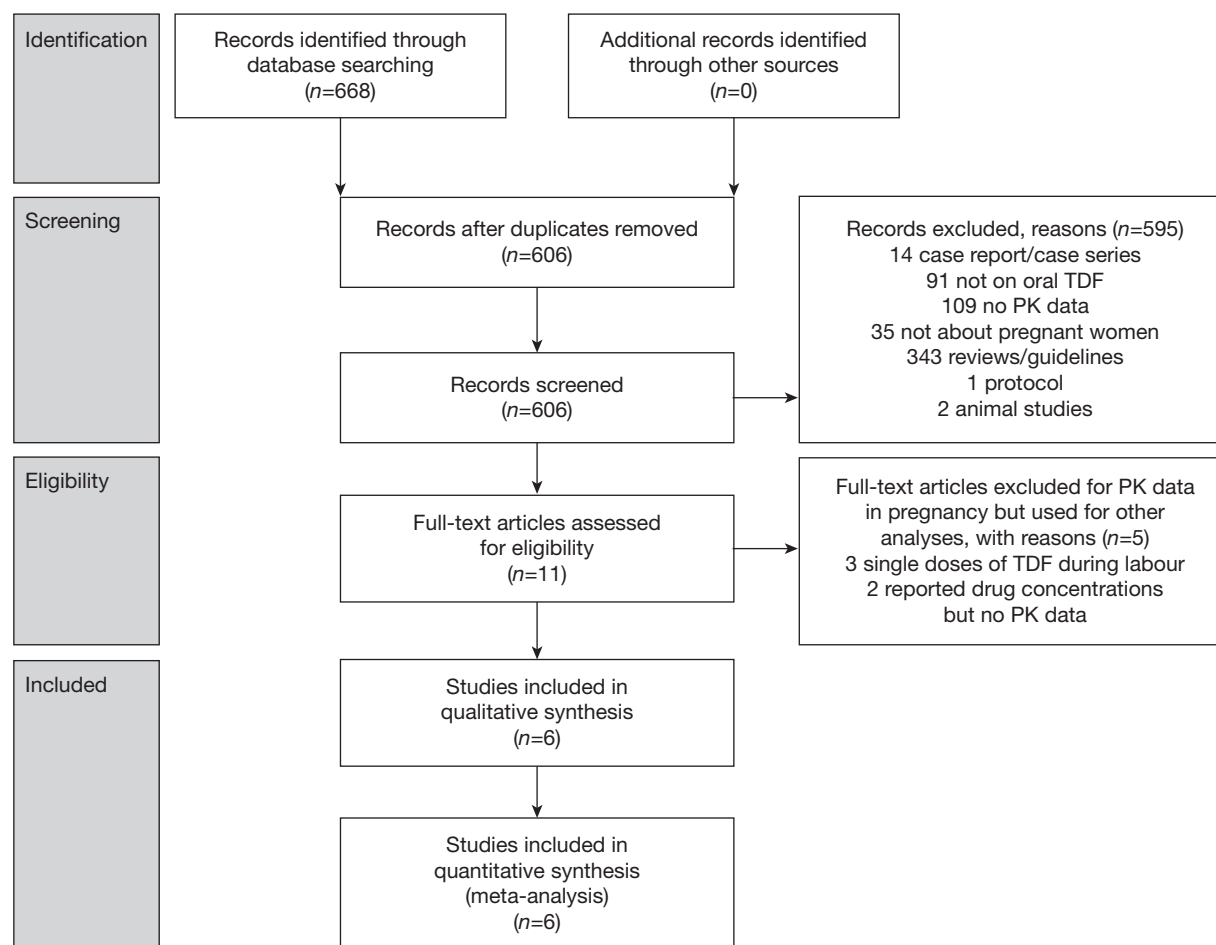 Identification
Records identified through
database searching
(n=668)
Additional records identified
through other sources
(n=0)
Screening
Records after duplicates removed
(n=606)
Records screened
(n=606)
Records excluded, reasons (n=595)
14 case report/case series
91 not on oral TDF
109 no PK data
35 not about pregnant women
343 reviews/guidelines
1 protocol
2 animal studies
Eligibility
Full-text articles assessed
for eligibility
(n=11)
Full-text articles excluded for PK data
in pregnancy but used for other
analyses, with reasons (n=5)
3 single doses of TDF during labour
2 reported drug concentrations
but no PK data
Included
Studies included in
qualitative synthesis
(n=6)
Studies included in
quantitative synthesis
(meta-analysis)
(n=6)